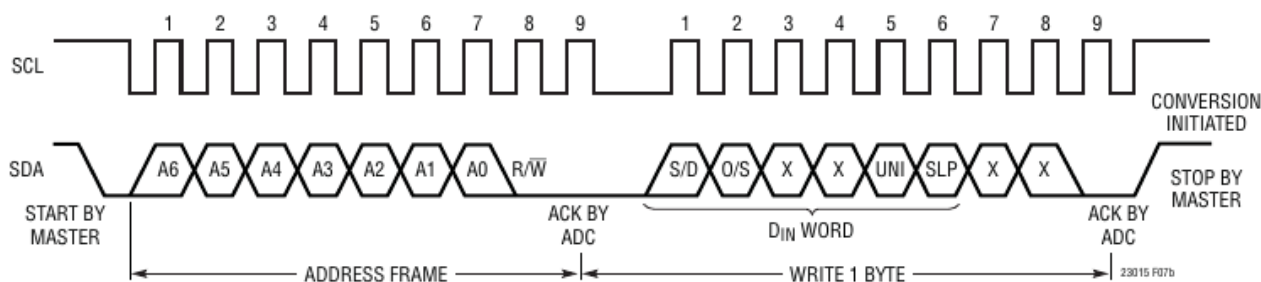 1 2 3 4 5 6 7 8 9 1 2 3 4 5 6 7 8 9
SCL
CONVERSION
INITIATED
SDA A6 A5 A4 A3 A2 A1 A0 R/W̅ S/D O/S X X UNI SLP X X
STOP BY
MASTER
START BY
MASTER
ACK BY
ADC
DIN WORD
ACK BY
ADC
ADDRESS FRAME WRITE 1 BYTE 23015 F07b